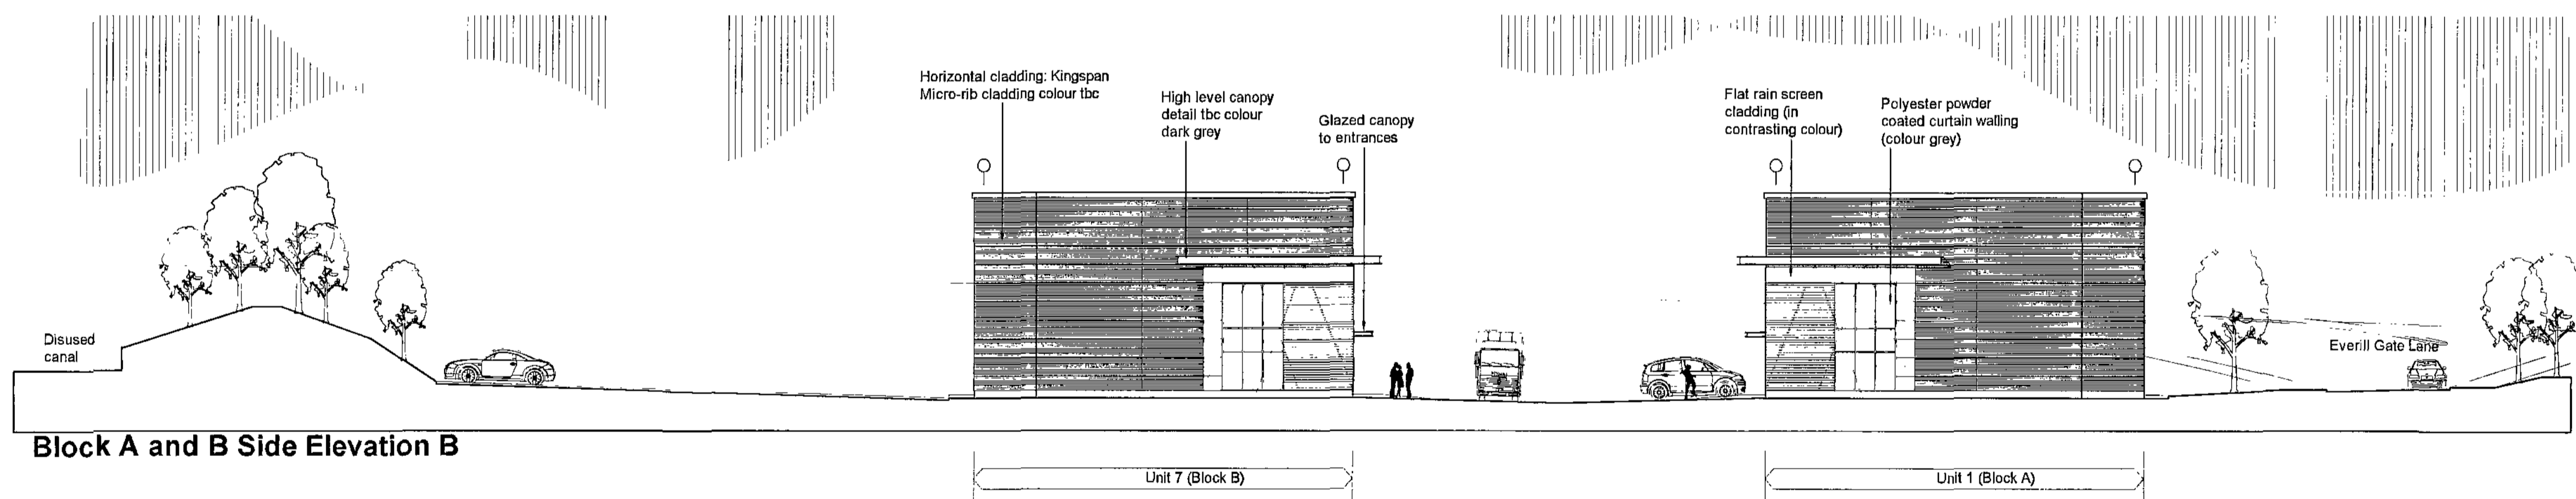 Horizontal cladding: Kingspan
Micro-rib cladding colour tbc
High level canopy
detail tbc colour
dark grey
Glazed canopy
to entrances
Flat rain screen
cladding (in
contrasting colour)
Polyester powder
coated curtain walling
(colour grey)
Disused
canal
Everill Gate Lane
Block A and B Side Elevation B
Unit 7 (Block B)
Unit 1 (Block A)